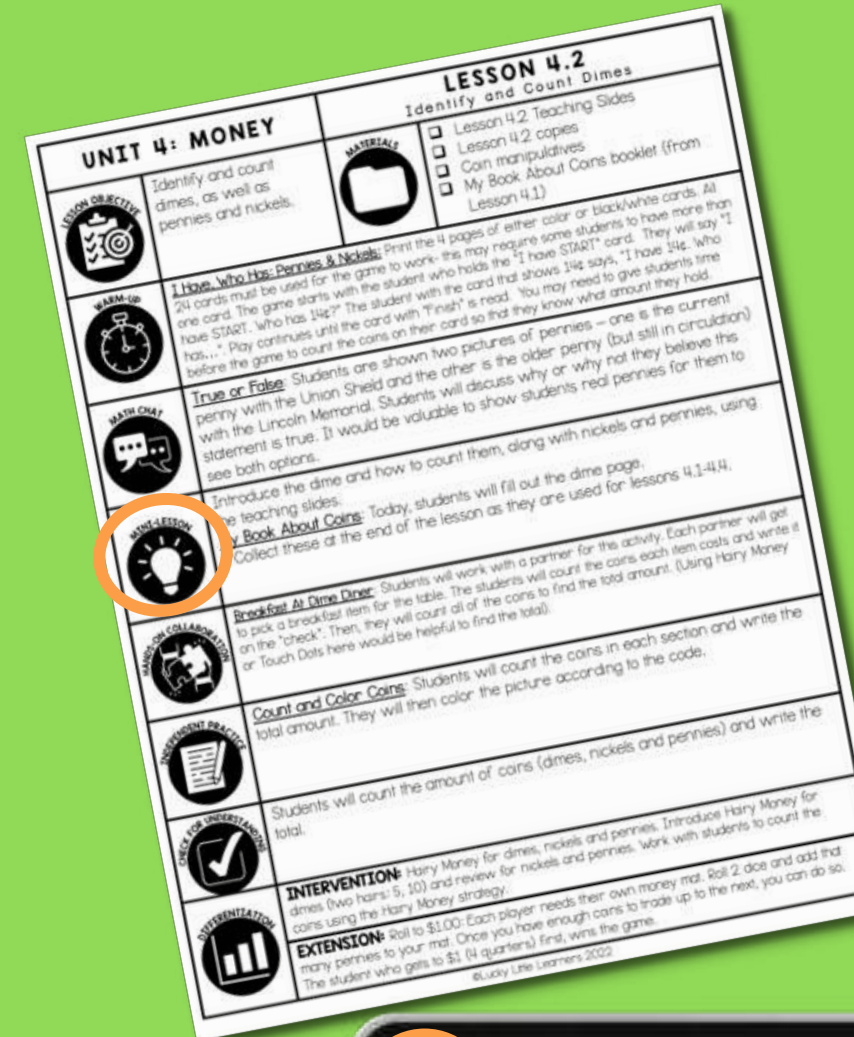 UNIT 4: MONEY
LESSON 4.2
Identify and Count Dimes
LESSON OBJECTIVE
Identify and count
dimes, as well as
pennies and nickels.
MATERIALS
Lesson 4.2 Teaching Slides
Lesson 4.2 copies
Coin manipulatives
My Book About Coins booklet (from
Lesson 4.1)
WARM-UP
I Have, Who Has: Pennies & Nickels: Print the 4 pages of either color or black/white cards. All
24 cards must be used for the game to work- this may require some students to have more than
one card. The game starts with the student who holds the "I have START" card. They will say "I
have START. Who has 14¢?" The student with the card that shows 14¢ says, "I have 14¢. Who
has...". Play continues until the card with "Finish" is read. You may need to give students time
before the game to count the coins on their card so that they know what amount they hold.
MATH CHAT
True or False: Students are shown two pictures of pennies – one is the current
penny with the Union Shield and the other is the older penny (but still in circulation)
with the Lincoln Memorial. Students will discuss why or why not they believe this
statement is true. It would be valuable to show students real pennies for them to
see both options.
MINI-LESSON
Introduce the dime and how to count them, along with nickels and pennies, using
he teaching slides.
y Book About Coins: Today, students will fill out the dime page.
Collect these at the end of the lesson as they are used for lessons 4.1-4.4.
HANDS-ON COLLABORATION
Breakfast At Dime Diner: Students will work with a partner for this activity. Each partner will get
to pick a breakfast item for the table. The students will count the coins each item costs and write it
on the "check". Then, they will count all of the coins to find the total amount. (Using Hairy Money
or Touch Dots here would be helpful to find the total).
INDEPENDENT PRACTICE
Count and Color Coins: Students will count the coins in each section and write the
total amount. They will then color the picture according to the code.
CHECK FOR UNDERSTANDING
Students will count the amount of coins (dimes, nickels and pennies) and write the
total.
DIFFERENTIATION
INTERVENTION: Hairy Money for dimes, nickels and pennies. Introduce Hairy Money for
dimes (two hairs: 5, 10) and review for nickels and pennies. Work with students to count the
coins using the Hairy Money strategy.
EXTENSION: Roll to $1.00: Each player needs their own money mat. Roll 2 dice and add that
many pennies to your mat. Once you have enough coins to trade up to the next, you can do so.
The student who gets to $1 (4 quarters) first, wins the game.
©Lucky Little Learners 2022